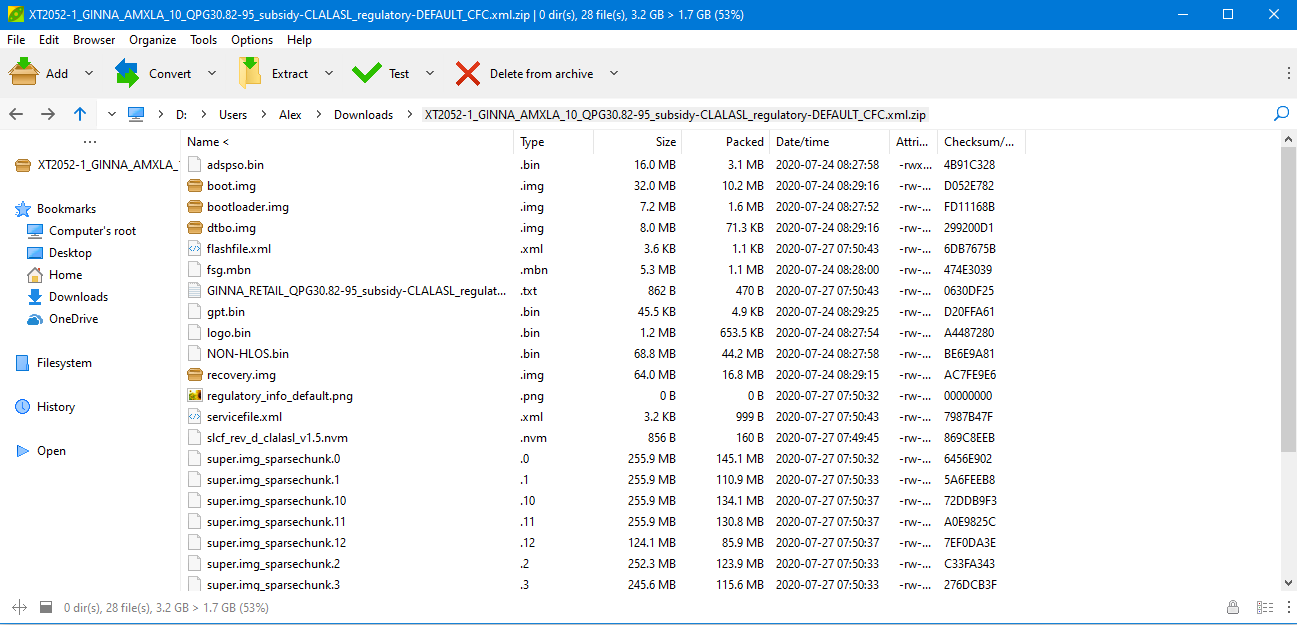 XT2052-1_GINNA_AMXLA_10_QPG30.82-95_subsidy-CLALASL_regulatory-DEFAULT_CFC.xml.zip | 0 dir(s), 28 file(s), 3.2 GB > 1.7 GB (53%)
File Edit Browser Organize Tools Options Help
Add Convert Extract Test Delete from archive
D: > Users > Alex > Downloads > XT2052-1_GINNA_AMXLA_10_QPG30.82-95_subsidy-CLALASL_regulatory-DEFAULT_CFC.xml.zip
...
XT2052-1_GINNA_AMXLA_
Bookmarks
Computer's root
Desktop
Home
Downloads
OneDrive
Filesystem
History
Open
Name < Type Size Packed Date/time Attri... Checksum/...
adspso.bin .bin 16.0 MB 3.1 MB 2020-07-24 08:27:58 -rwx... 4B91C328
boot.img .img 32.0 MB 10.2 MB 2020-07-24 08:29:16 -rw-... D052E782
bootloader.img .img 7.2 MB 1.6 MB 2020-07-24 08:27:52 -rw-... FD11168B
dtbo.img .img 8.0 MB 71.3 KB 2020-07-24 08:29:16 -rw-... 299200D1
flashfile.xml .xml 3.6 KB 1.1 KB 2020-07-27 07:50:43 -rw-... 6DB7675B
fsg.mbn .mbn 5.3 MB 1.1 MB 2020-07-24 08:28:00 -rw-... 474E3039
GINNA_RETAIL_QPG30.82-95_subsidy-CLALASL_regulat... .txt 862 B 470 B 2020-07-27 07:50:43 -rw-... 0630DF25
gpt.bin .bin 45.5 KB 4.9 KB 2020-07-24 08:29:25 -rw-... D20FFA61
logo.bin .bin 1.2 MB 653.5 KB 2020-07-24 08:27:54 -rw-... A4487280
NON-HLOS.bin .bin 68.8 MB 44.2 MB 2020-07-24 08:27:58 -rw-... BE6E9A81
recovery.img .img 64.0 MB 16.8 MB 2020-07-24 08:29:15 -rw-... AC7FE9E6
regulatory_info_default.png .png 0 B 0 B 2020-07-27 07:50:32 -rw-... 00000000
servicefile.xml .xml 3.2 KB 999 B 2020-07-27 07:50:43 -rw-... 7987B47F
slcf_rev_d_clalasl_v1.5.nvm .nvm 856 B 160 B 2020-07-27 07:49:45 -rw-... 869C8EEB
super.img_sparsechunk.0 .0 255.9 MB 145.1 MB 2020-07-27 07:50:32 -rw-... 6456E902
super.img_sparsechunk.1 .1 255.9 MB 110.9 MB 2020-07-27 07:50:33 -rw-... 5A6FEEB8
super.img_sparsechunk.10 .10 255.9 MB 134.1 MB 2020-07-27 07:50:37 -rw-... 72DDB9F3
super.img_sparsechunk.11 .11 255.9 MB 130.8 MB 2020-07-27 07:50:37 -rw-... A0E9825C
super.img_sparsechunk.12 .12 124.1 MB 85.9 MB 2020-07-27 07:50:37 -rw-... 7EF0DA3E
super.img_sparsechunk.2 .2 252.3 MB 123.9 MB 2020-07-27 07:50:33 -rw-... C33FA343
super.img_sparsechunk.3 .3 245.6 MB 115.6 MB 2020-07-27 07:50:33 -rw-... 276DCB3F
0 dir(s), 28 file(s), 3.2 GB > 1.7 GB (53%)